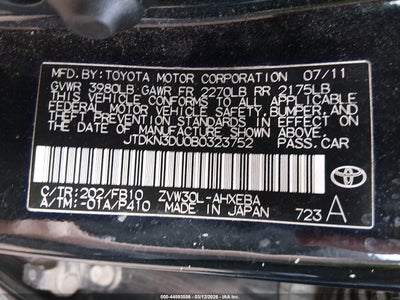 MFD. BY: TOYOTA MOTOR CORPORATION 07/11
GVWR 3980LB GAWR FR 2270LB RR 2175LB
THIS VEHICLE CONFORMS TO ALL APPLICABLE
FEDERAL MOTOR VEHICLE SAFETY, BUMPER, AND
THEFT PREVENTION STANDARDS IN EFFECT ON
THE DATE OF MANUFACTURE SHOWN ABOVE.
JTDKN3DU0B0323752 PASS.CAR
C/TR:202/FB10 ZVW30L-AHXEBA
A/TM:-01A/P410
MADE IN JAPAN 723 A
000-44593058 - 03/12/2026 - IAA, Inc.